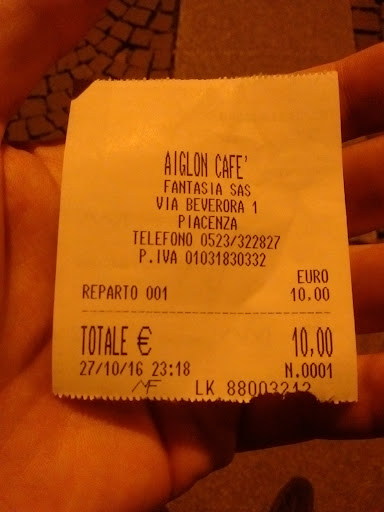 AIGLON CAFE'
FANTASIA SAS
VIA BEVERORA 1
PIACENZA
TELEFONO 0523/322827
P.IVA 01031830332
EURO
REPARTO 001 10.00
TOTALE € 10,00
27/10/16 23:18 N.0001
MF LK 88003212